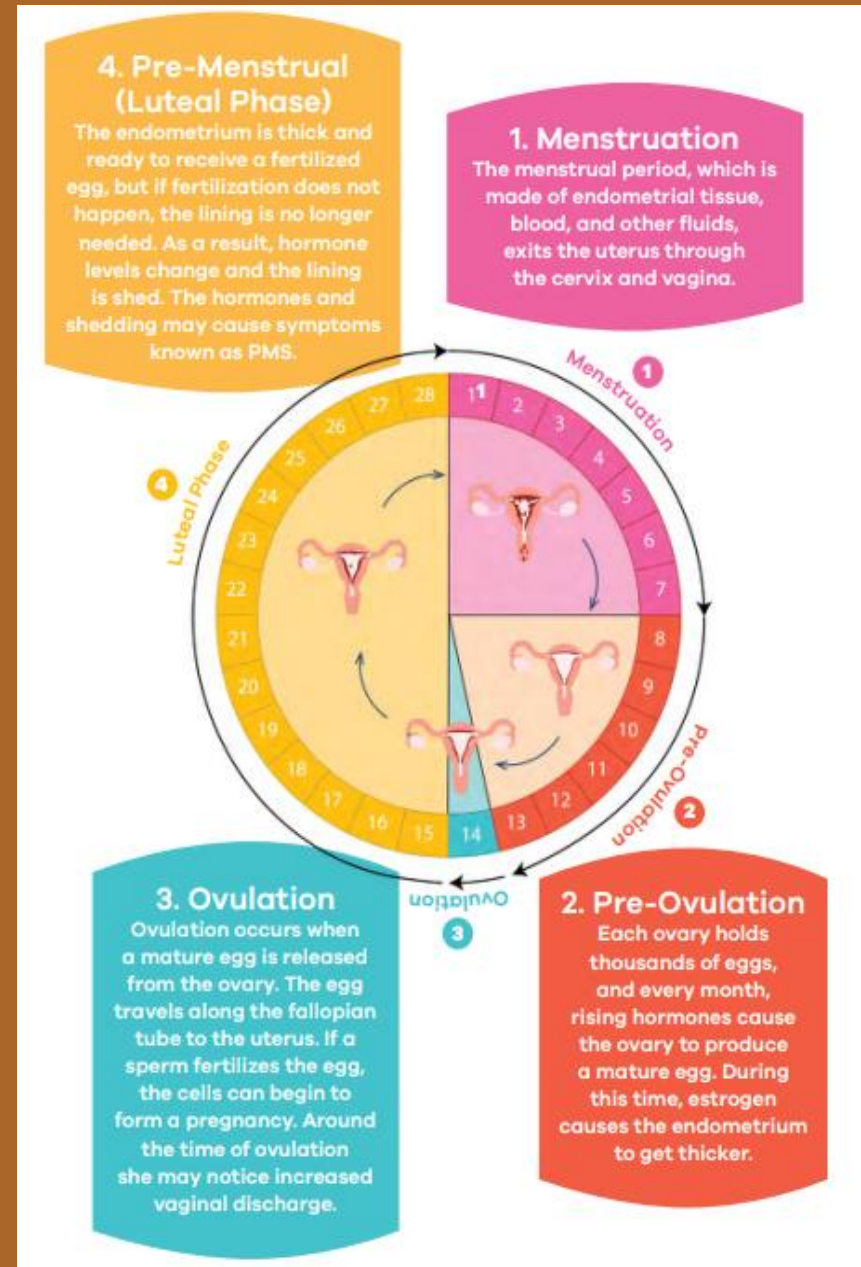 4. Pre-Menstrual
(Luteal Phase)
The endometrium is thick and
ready to receive a fertilized
egg, but if fertilization does not
happen, the lining is no longer
needed. As a result, hormone
levels change and the lining
is shed. The hormones and
shedding may cause symptoms
known as PMS.
1. Menstruation
The menstrual period, which is
made of endometrial tissue,
blood, and other fluids,
exits the uterus through
the cervix and vagina.
1
Menstruation
11
2
3
4
5
6
7
8
9
10
11
12
13
14
15
16
17
18
19
20
21
22
23
24
25
26
27
28
4
Luteal Phase
Pre-Ovulation
2
Ovulation
3
3. Ovulation
Ovulation occurs when
a mature egg is released
from the ovary. The egg
travels along the fallopian
tube to the uterus. If a
sperm fertilizes the egg,
the cells can begin to
form a pregnancy. Around
the time of ovulation
she may notice increased
vaginal discharge.
2. Pre-Ovulation
Each ovary holds
thousands of eggs,
and every month,
rising hormones cause
the ovary to produce
a mature egg. During
this time, estrogen
causes the endometrium
to get thicker.